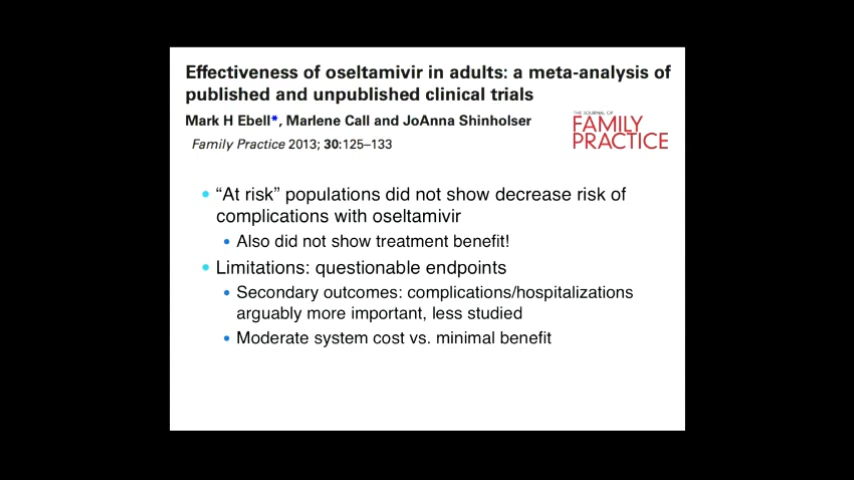 Effectiveness of oseltamivir in adults: a meta-analysis of
published and unpublished clinical trials
Mark H Ebell*, Marlene Call and JoAnna Shinholser
Family Practice 2013; 30:125–133
THE JOURNAL OF
FAMILY
PRACTICE
• “At risk” populations did not show decrease risk of
complications with oseltamivir
• Also did not show treatment benefit!
• Limitations: questionable endpoints
• Secondary outcomes: complications/hospitalizations
arguably more important, less studied
• Moderate system cost vs. minimal benefit